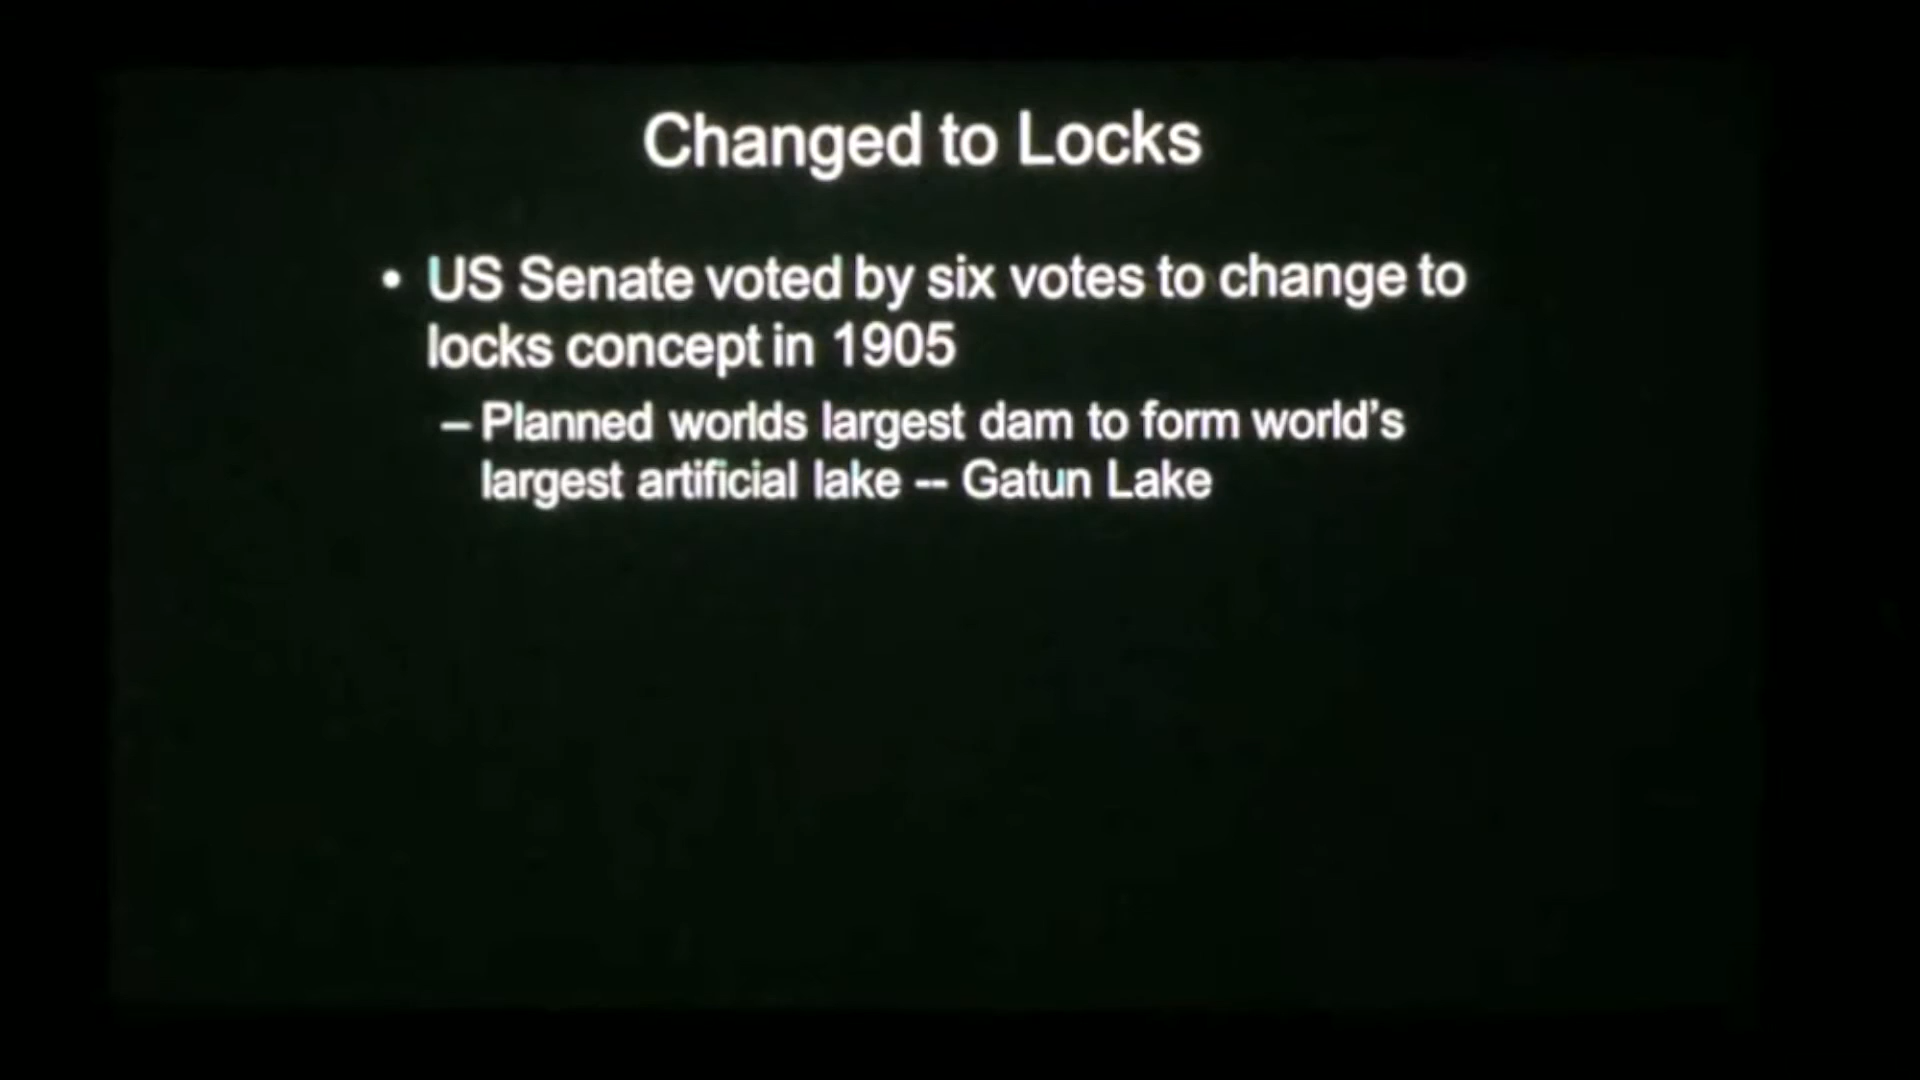 Changed to Locks
• US Senate voted by six votes to change to
locks concept in 1905
– Planned worlds largest dam to form world’s
largest artificial lake -- Gatun Lake